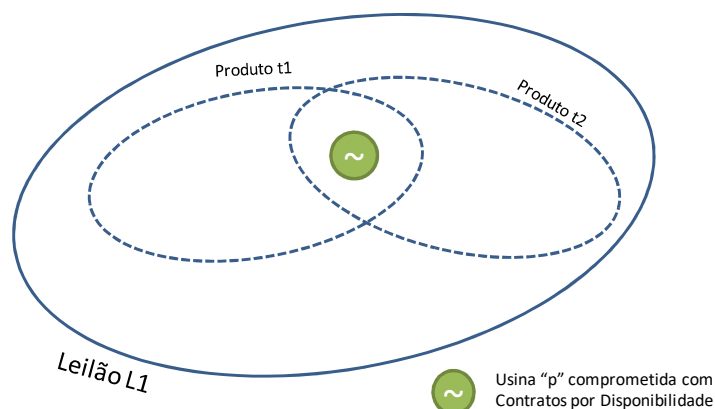 Produto t1
Produto t2
~
Leilão L1
~
Usina “p” comprometida com
Contratos por Disponibilidade